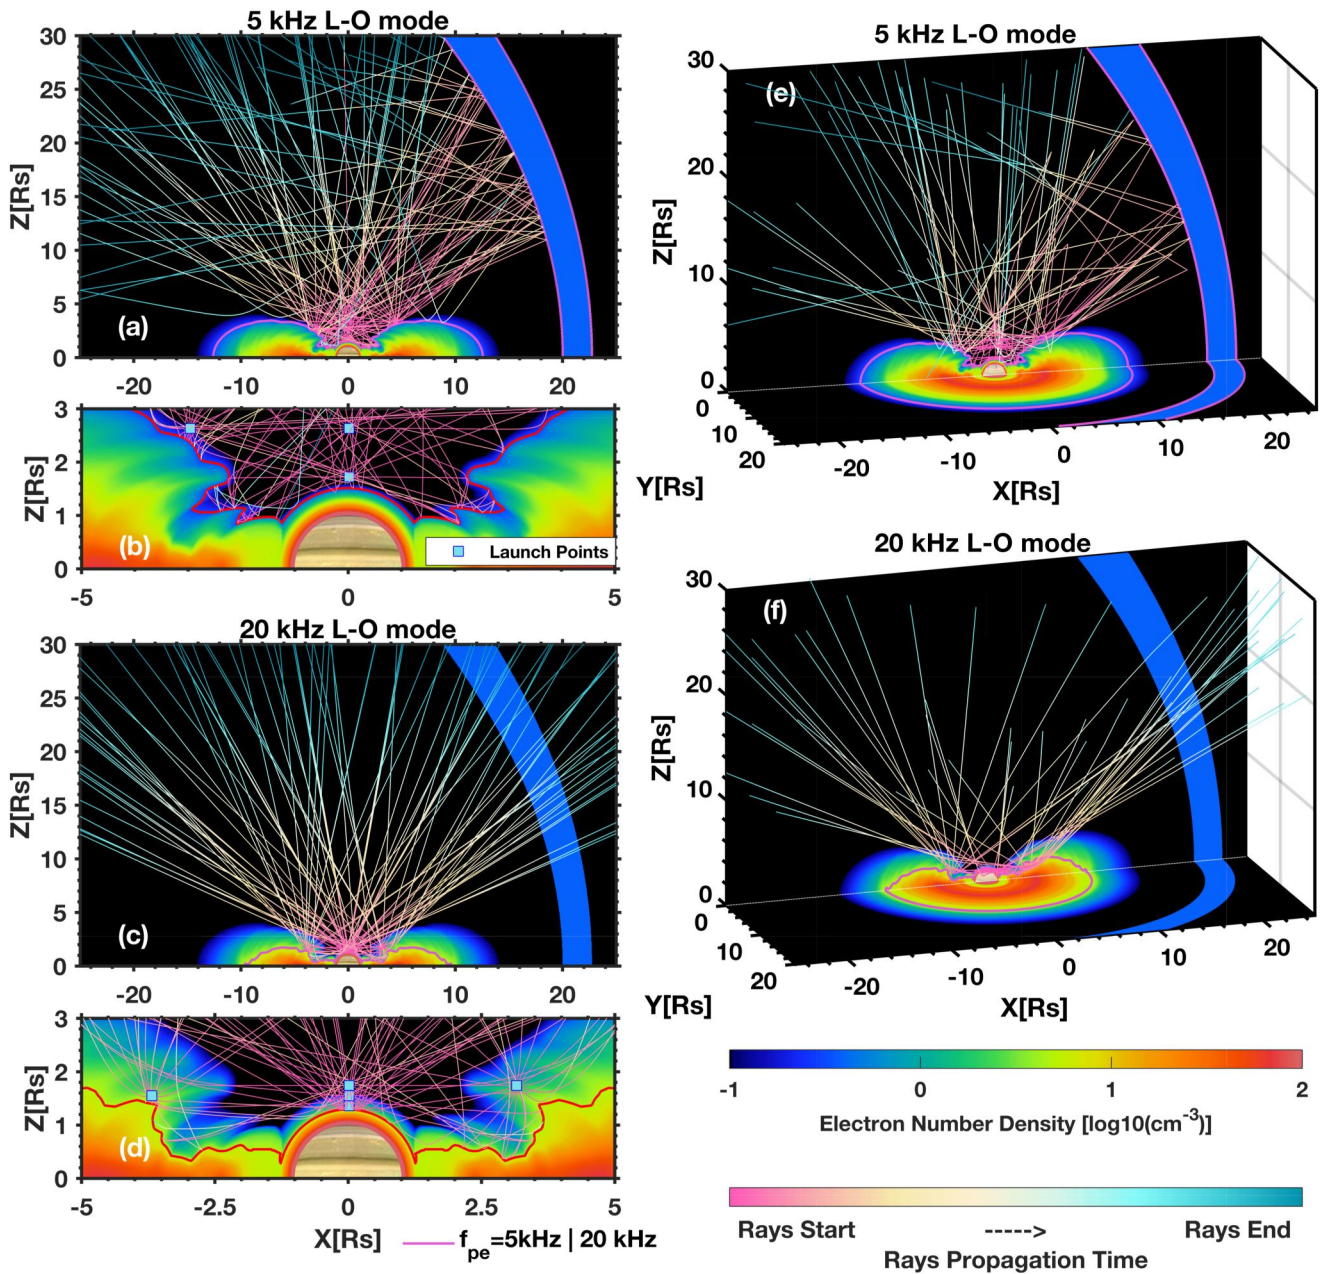 5 kHz L-O mode
30
25
20
15
10
5
0
Z[Rs]
(a)
-20 -10 0 10 20
3
2
1
0
Z[Rs]
(b)
Launch Points
-5 0 5
20 kHz L-O mode
30
25
20
15
10
5
0
Z[Rs]
(c)
-20 -10 0 10 20
3
2
1
0
Z[Rs]
(d)
-5 -2.5 0 2.5 5
X[Rs]
f_pe=5kHz | 20 kHz
5 kHz L-O mode
(e)
30
20
10
0
Z[Rs]
0
10
20
Y[Rs]
-20 -10 0 10 20
X[Rs]
20 kHz L-O mode
(f)
30
20
10
0
Z[Rs]
0
10
20
Y[Rs]
-20 -10 0 10 20
X[Rs]
-1 0 1 2
Electron Number Density [log10(cm⁻³)]
Rays Start -----> Rays End
Rays Propagation Time